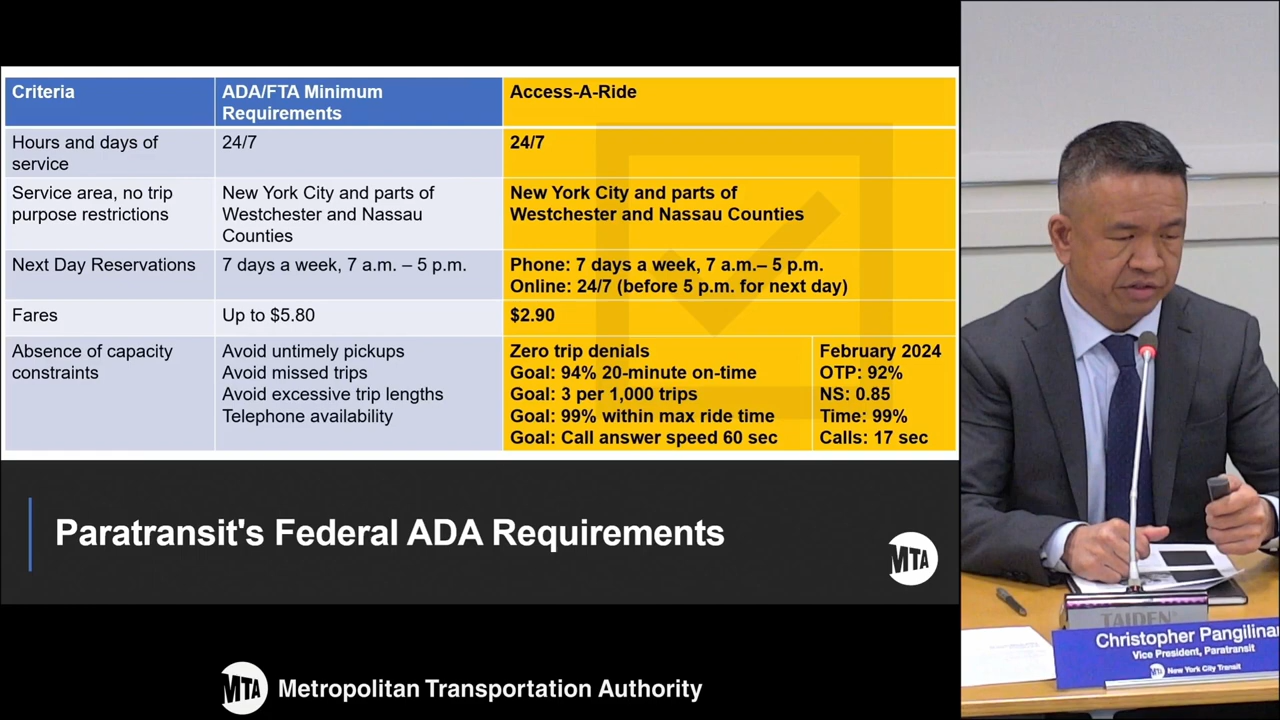 Criteria
ADA/FTA Minimum
Requirements
Access-A-Ride
Hours and days of
service
24/7
24/7
Service area, no trip
purpose restrictions
New York City and parts of
Westchester and Nassau
Counties
New York City and parts of
Westchester and Nassau Counties
Next Day Reservations
7 days a week, 7 a.m. – 5 p.m.
Phone: 7 days a week, 7 a.m.– 5 p.m.
Online: 24/7 (before 5 p.m. for next day)
Fares
Up to $5.80
$2.90
Absence of capacity
constraints
Avoid untimely pickups
Avoid missed trips
Avoid excessive trip lengths
Telephone availability
Zero trip denials
Goal: 94% 20-minute on-time
Goal: 3 per 1,000 trips
Goal: 99% within max ride time
Goal: Call answer speed 60 sec
February 2024
OTP: 92%
NS: 0.85
Time: 99%
Calls: 17 sec
Paratransit's Federal ADA Requirements
MTA
MTA
Metropolitan Transportation Authority
TAIDEN
Christopher Pangilinan
Vice President, Paratransit
MTA New York City Transit